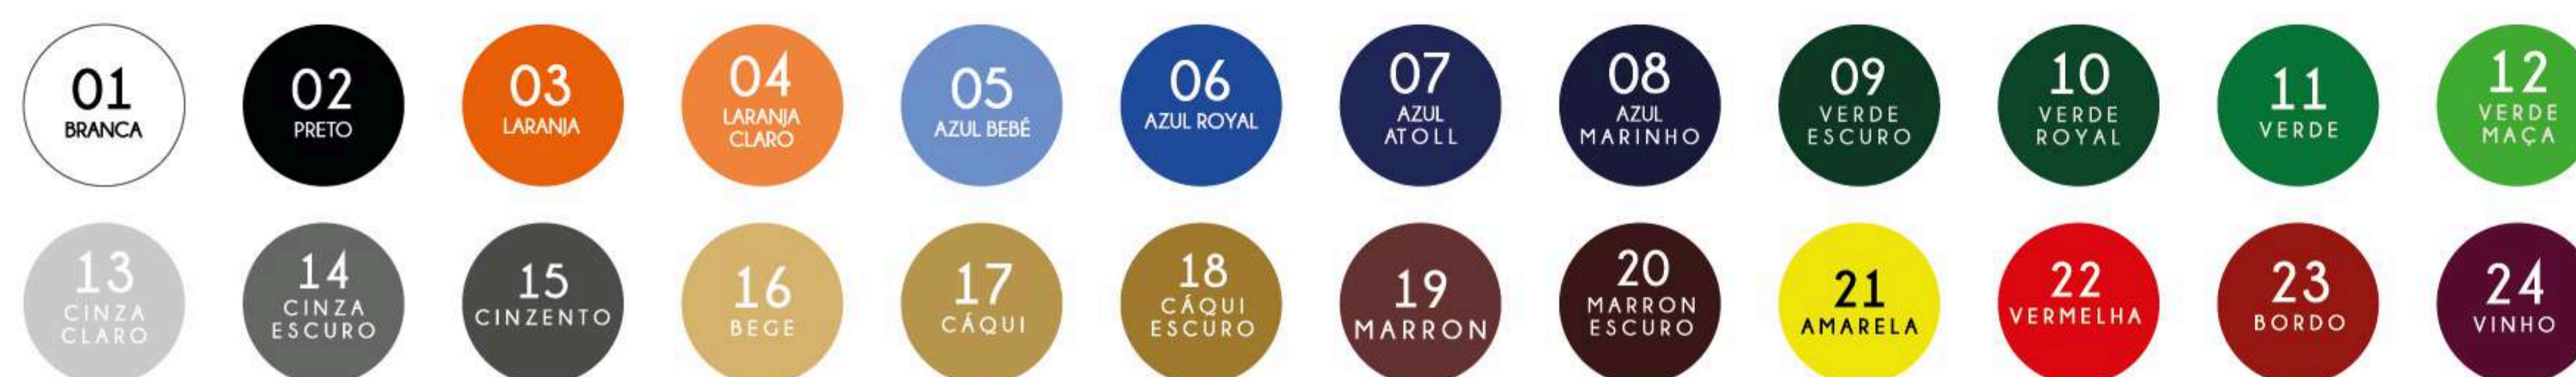 01
BRANCA
02
PRETO
03
LARANJA
04
LARANJA
CLARO
05
AZUL BEBÉ
06
AZUL ROYAL
07
AZUL
ATOLL
08
AZUL
MARINHO
09
VERDE
ESCURO
10
VERDE
ROYAL
11
VERDE
12
VERDE
MAÇA
13
CINZA
CLARO
14
CINZA
ESCURO
15
CINZENTO
16
BEGE
17
CÁQUI
18
CÁQUI
ESCURO
19
MARRON
20
MARRON
ESCURO
21
AMARELA
22
VERMELHA
23
BORDO
24
VINHO